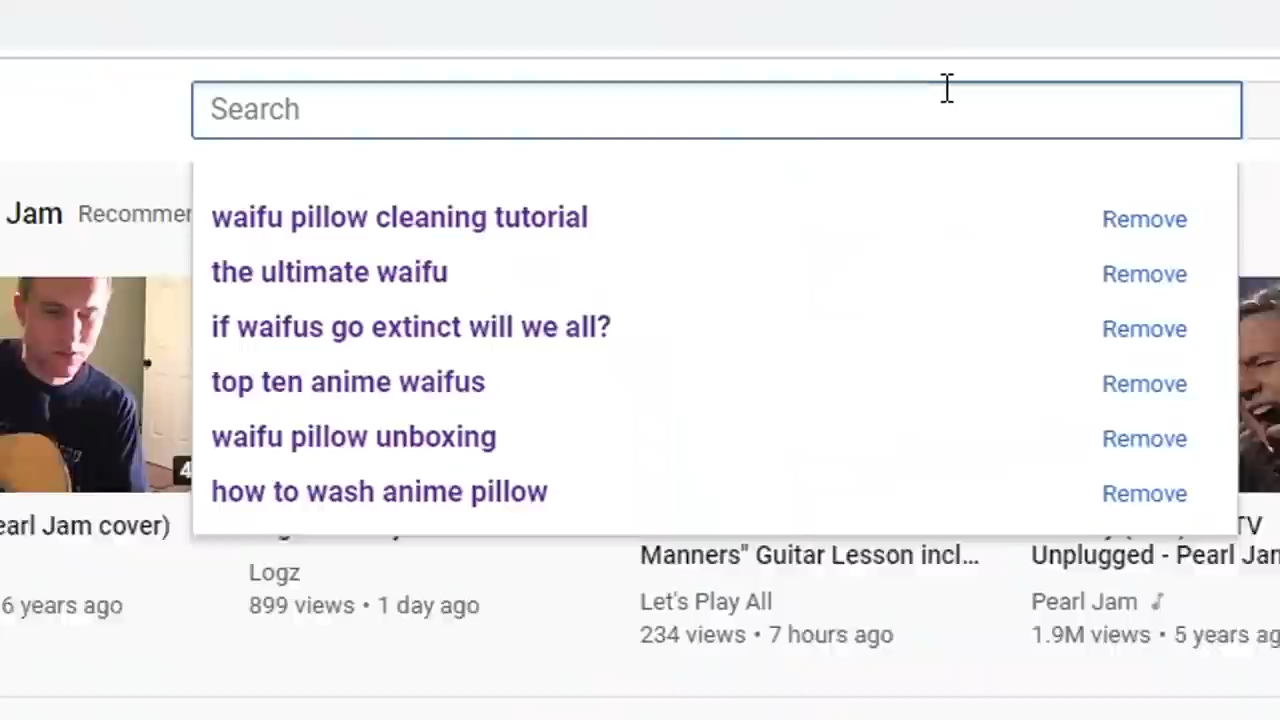 Search
waifu pillow cleaning tutorial Remove
the ultimate waifu Remove
if waifus go extinct will we all? Remove
top ten anime waifus Remove
waifu pillow unboxing Remove
how to wash anime pillow Remove
Jam Recommen
4
earl Jam cover)
6 years ago
Logz
899 views • 1 day ago
Manners" Guitar Lesson incl...
Let's Play All
234 views • 7 hours ago
TV
Unplugged - Pearl Jan
Pearl Jam
1.9M views • 5 years ag